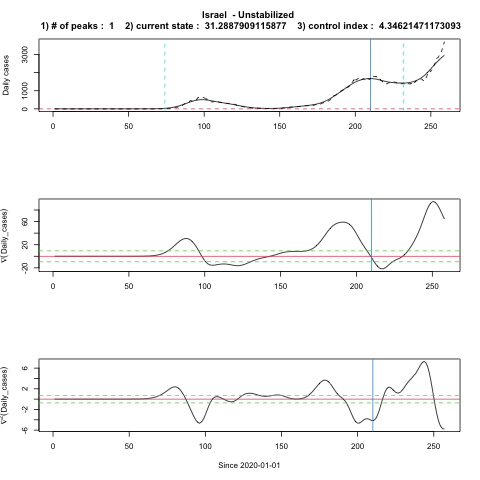 Israel - Unstabilized
1) # of peaks : 1 2) current state : 31.2887909115877 3) control index : 4.34621471173093
Daily cases
3000
1000
0
0 50 100 150 200 250
∇(Daily_cases)
60
20
-20
0 50 100 150 200 250
∇²(Daily_cases)
6
2
-2
-6
0 50 100 150 200 250
Since 2020-01-01